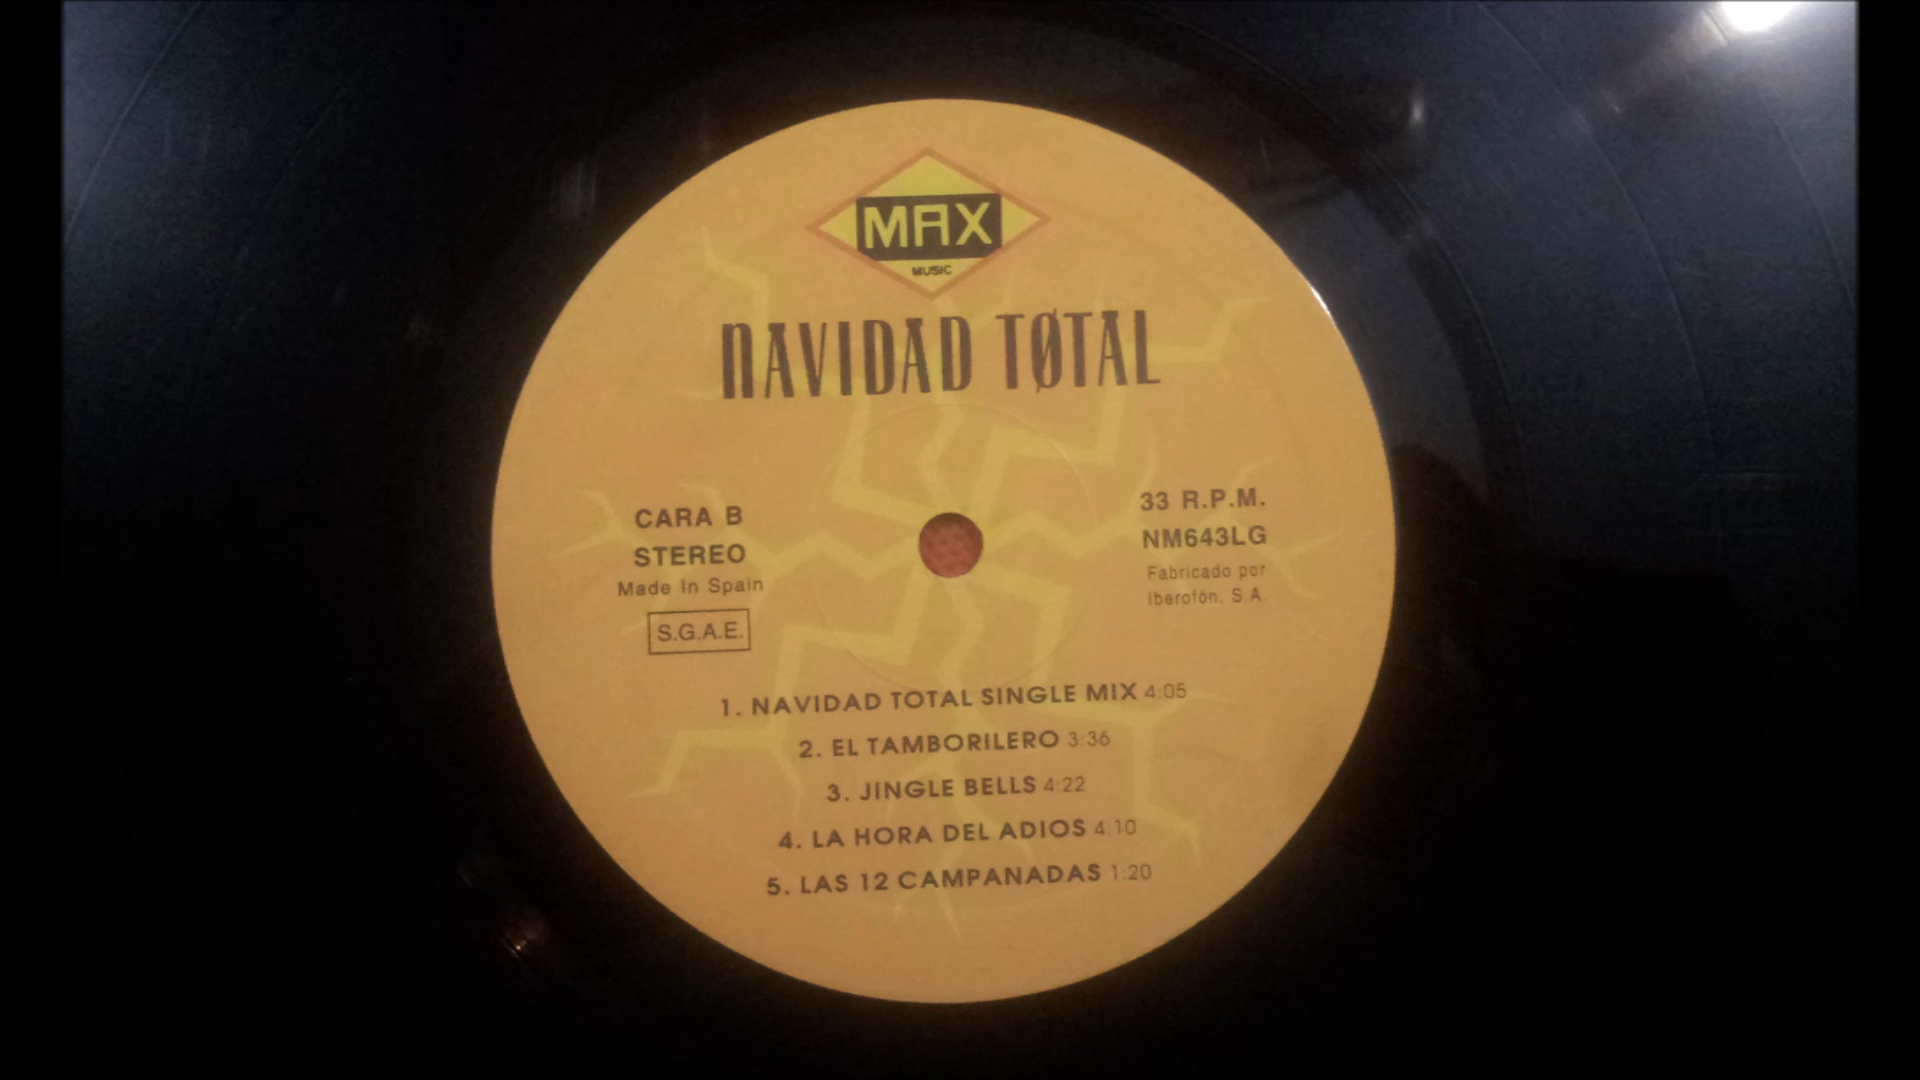 MAX
MUSIC
NAVIDAD TØTAL
CARA B
STEREO
Made In Spain
S.G.A.E.
33 R.P.M.
NM643LG
Fabricado por
Iberofón, S.A.
1. NAVIDAD TOTAL SINGLE MIX 4:05
2. EL TAMBORILERO 3:36
3. JINGLE BELLS 4:22
4. LA HORA DEL ADIOS 4:10
5. LAS 12 CAMPANADAS 1:20